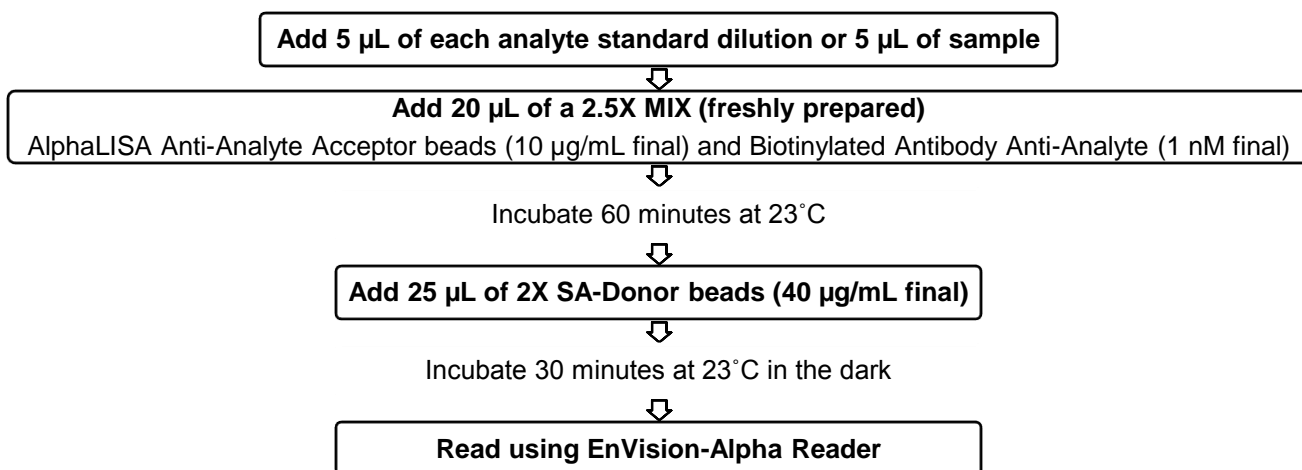 Add 5 µL of each analyte standard dilution or 5 µL of sample
Add 20 µL of a 2.5X MIX (freshly prepared)
AlphaLISA Anti-Analyte Acceptor beads (10 µg/mL final) and Biotinylated Antibody Anti-Analyte (1 nM final)
Incubate 60 minutes at 23˚C
Add 25 µL of 2X SA-Donor beads (40 µg/mL final)
Incubate 30 minutes at 23˚C in the dark
Read using EnVision-Alpha Reader